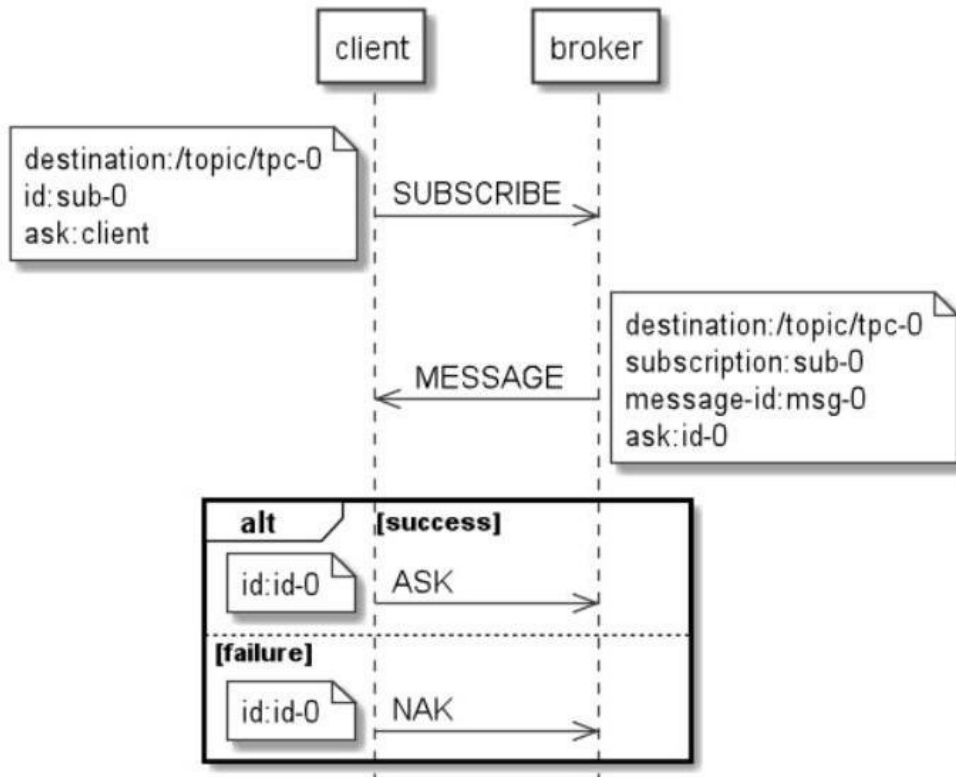 client
broker
destination:/topic/tpc-0
id:sub-0
ask:client
SUBSCRIBE
destination:/topic/tpc-0
subscription:sub-0
message-id:msg-0
ask:id-0
MESSAGE
alt
[success]
id:id-0
ASK
[failure]
id:id-0
NAK